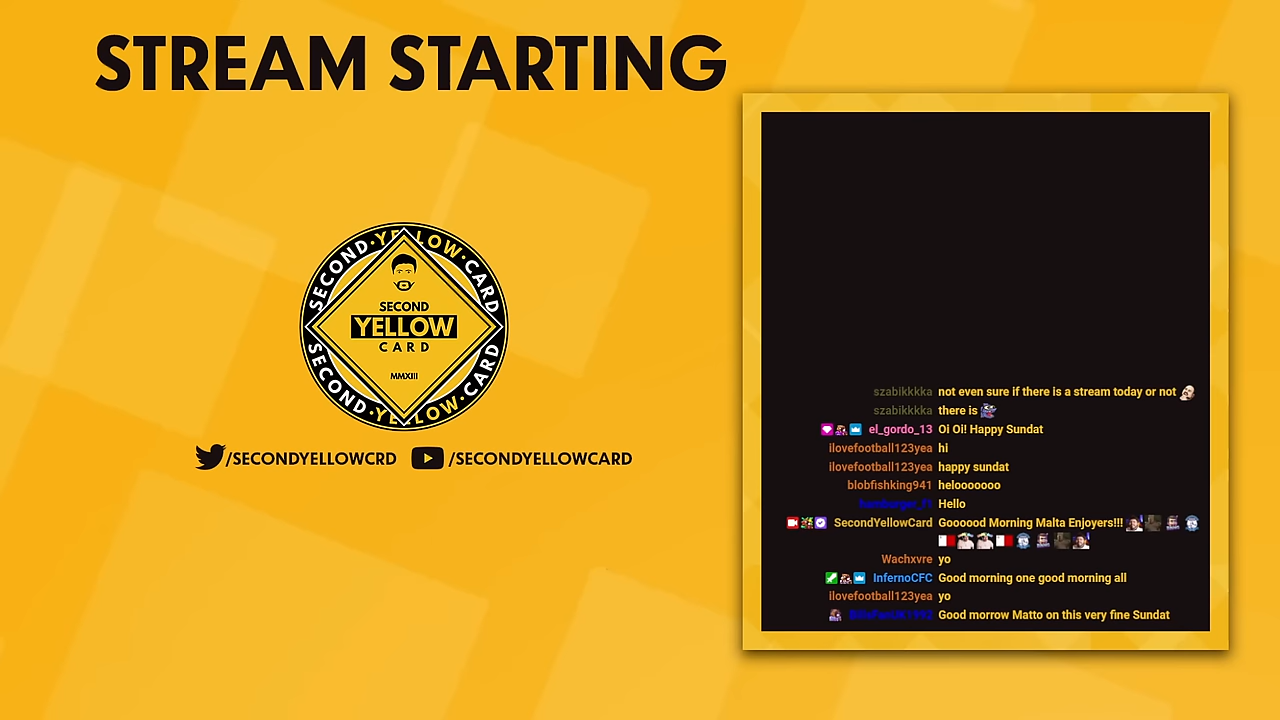 STREAM STARTING
SECOND·YELLOW·CARD
SECOND
YELLOW
CARD
MMXIII
SECOND·YELLOW·CARD
/SECONDYELLOWCRD /SECONDYELLOWCARD
szabikkkka not even sure if there is a stream today or not
szabikkkka there is
el_gordo_13 Oi Oi! Happy Sundat
ilovefootball123yea hi
ilovefootball123yea happy sundat
blobfishking941 helooooooo
Hello
SecondYellowCard Goooood Morning Malta Enjoyers!!!
Wachxvre yo
InfernoCFC Good morning one good morning all
ilovefootball123yea yo
Good morrow Matto on this very fine Sundat